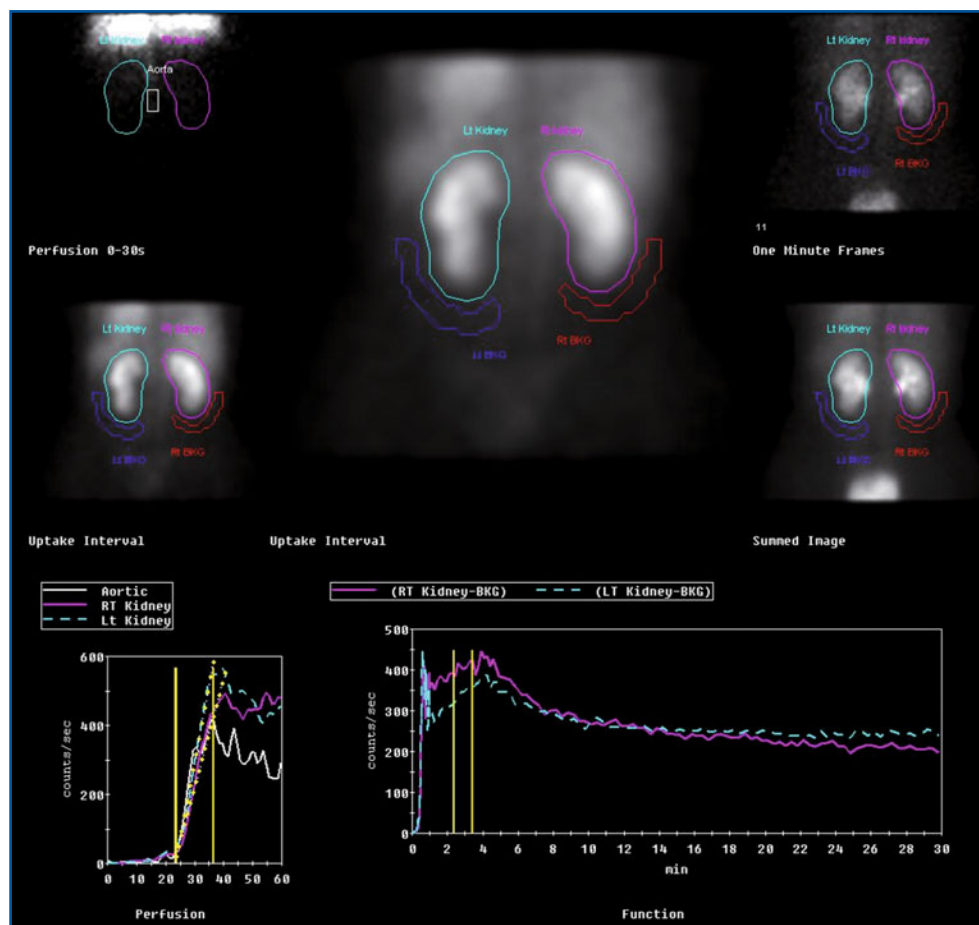 Lt Kidney Rt kidney
Aorta
Perfusion 0-30s
Lt Kidney Rt kidney
Lt BKG
Rt BKG
Uptake Interval
Lt Kidney Rt kidney
Lt BKG
Rt BKG
Uptake Interval
Lt Kidney Rt kidney
Lt BKG
Rt BKG
11
One Minute Frames
Lt Kidney Rt kidney
Lt BKG
Rt BKG
Summed Image
Aortic
RT Kidney
Lt Kidney
600
400
200
0
counts/sec
0 10 20 30 40 50 60
Perfusion
(RT Kidney-BKG) (LT Kidney-BKG)
500
400
300
200
100
0
counts/sec
0 2 4 6 8 10 12 14 16 18 20 22 24 26 28 30
min
Function